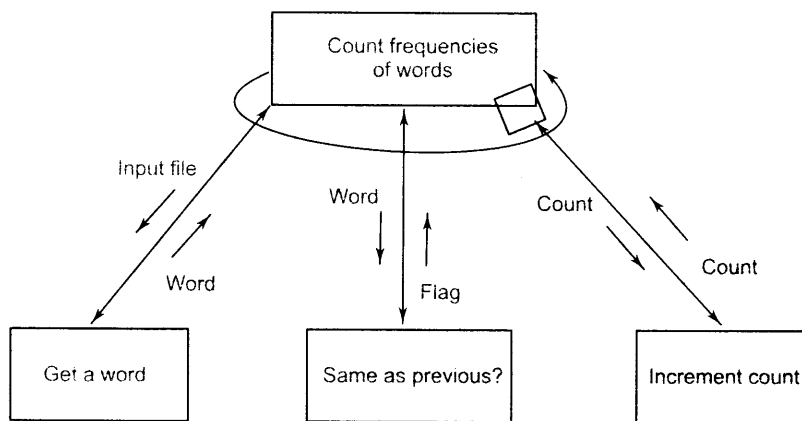 Count frequencies
of words
Input file
Word
Word
Flag
Count
Count
Get a word
Same as previous?
Increment count